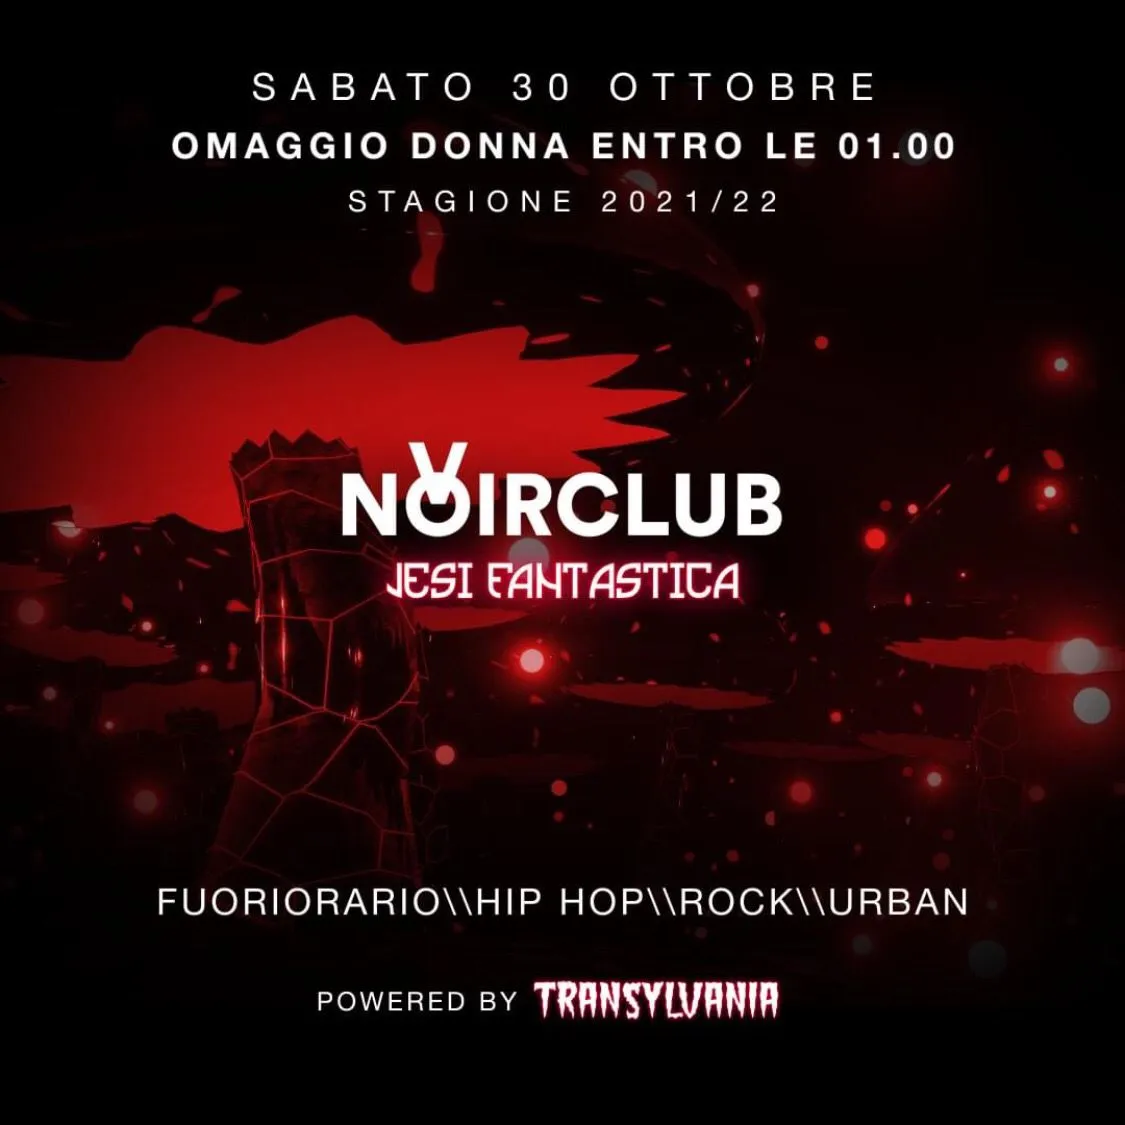 SABATO 30 OTTOBRE
OMAGGIO DONNA ENTRO LE 01.00
STAGIONE 2021/22
NOIRCLUB
JESI FANTASTICA
FUORIORARIO\\HIP HOP\\ROCK\\URBAN
POWERED BY TRANSYLVANIA